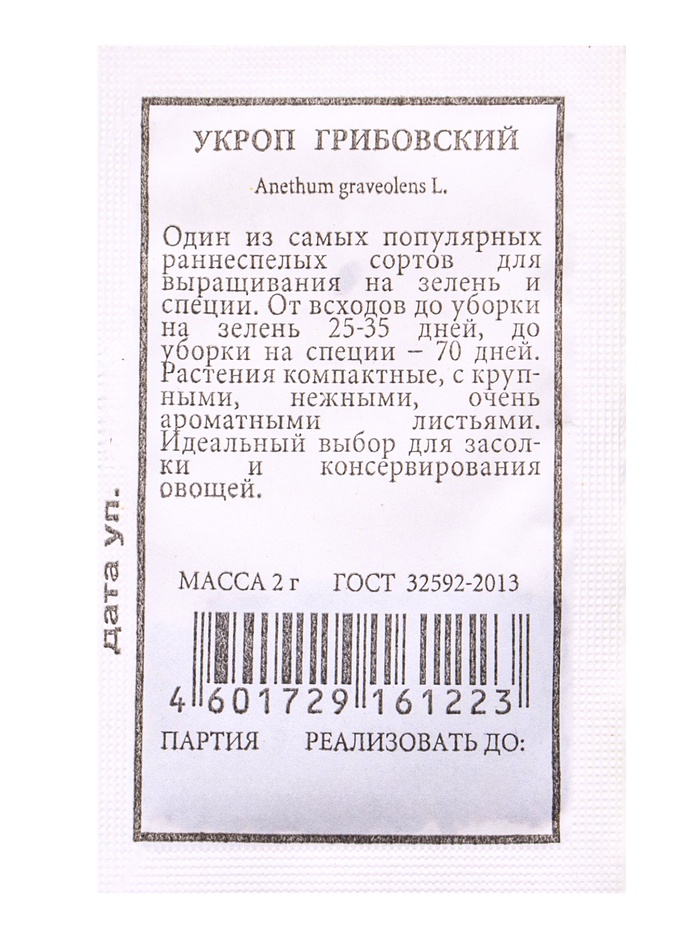 УКРОП ГРИБОВСКИЙ
Anethum graveolens L.
Один из самых популярных
раннеспелых сортов для
выращивания на зелень и
специи. От всходов до уборки
на зелень 25-35 дней, до
уборки на специи – 70 дней.
Растения компактные, с круп-
ными, нежными, очень
ароматными листьями.
Идеальный выбор для засол-
ки и консервирования
овощей.
МАССА 2 г ГОСТ 32592-2013
4 601729 161223
ПАРТИЯ РЕАЛИЗОВАТЬ ДО:
дата уп.